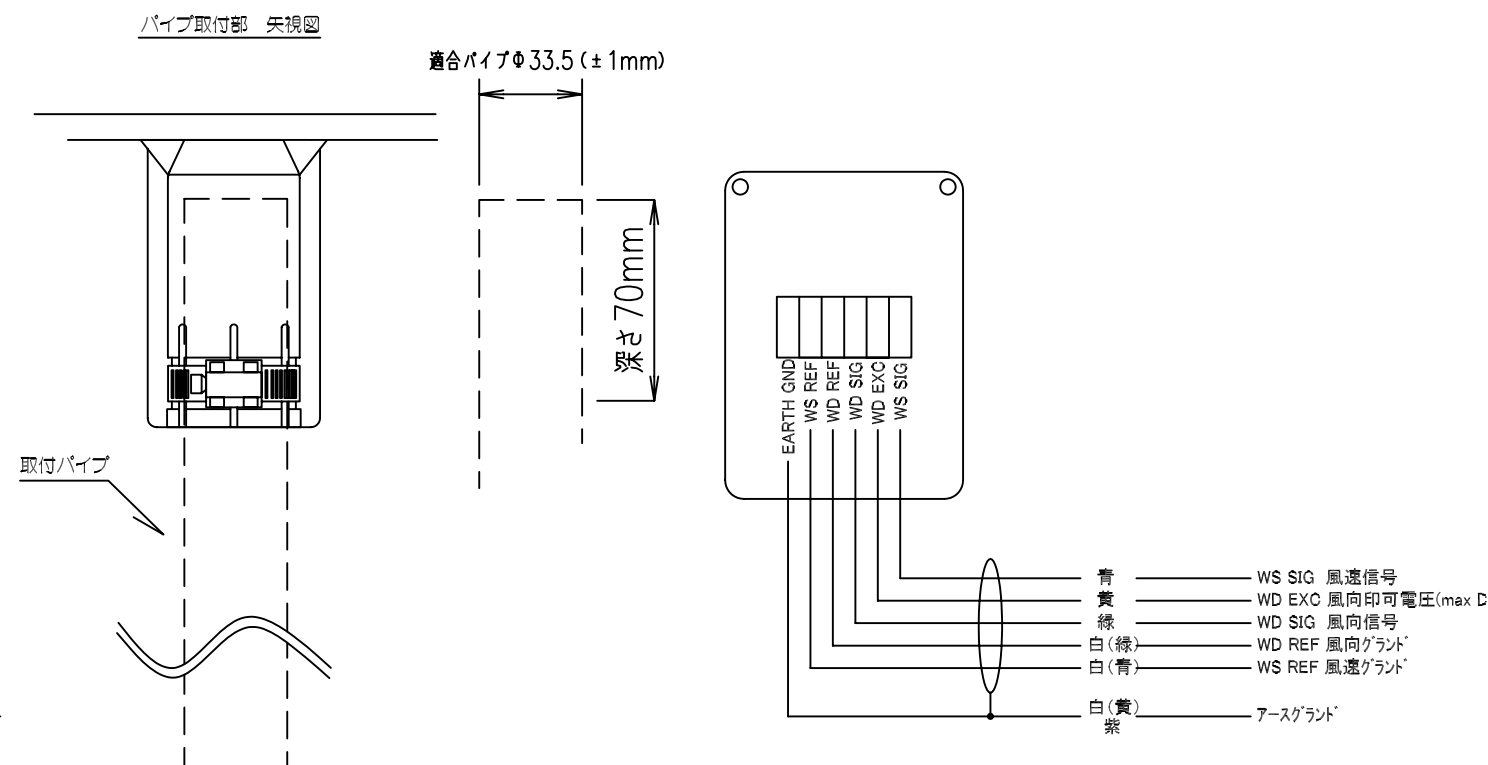 パイプ取付部 矢視図
適合パイプΦ33.5(±1mm)
深さ 70mm
取付パイプ
EARTH GND
WS REF
WD REF
WD SIG
WD EXC
WS SIG
青 WS SIG 風速信号
黄 WD EXC 風向印可電圧(max D
緑 WD SIG 風向信号
白(緑) WD REF 風向グランド
白(青) WS REF 風速グランド
白(黄) アースグランド
紫